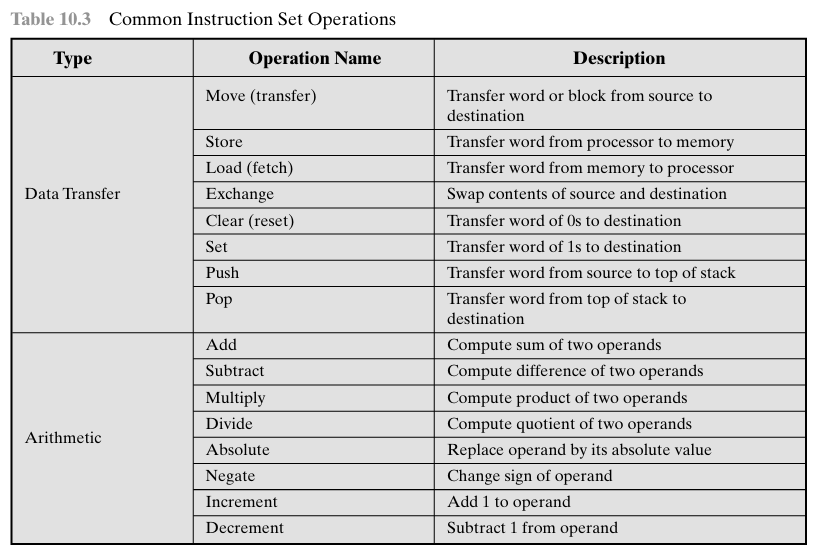 Table 10.3 Common Instruction Set Operations
Type Operation Name Description
Data Transfer
Move (transfer) Transfer word or block from source to
destination
Store Transfer word from processor to memory
Load (fetch) Transfer word from memory to processor
Exchange Swap contents of source and destination
Clear (reset) Transfer word of 0s to destination
Set Transfer word of 1s to destination
Push Transfer word from source to top of stack
Pop Transfer word from top of stack to
destination
Arithmetic
Add Compute sum of two operands
Subtract Compute difference of two operands
Multiply Compute product of two operands
Divide Compute quotient of two operands
Absolute Replace operand by its absolute value
Negate Change sign of operand
Increment Add 1 to operand
Decrement Subtract 1 from operand